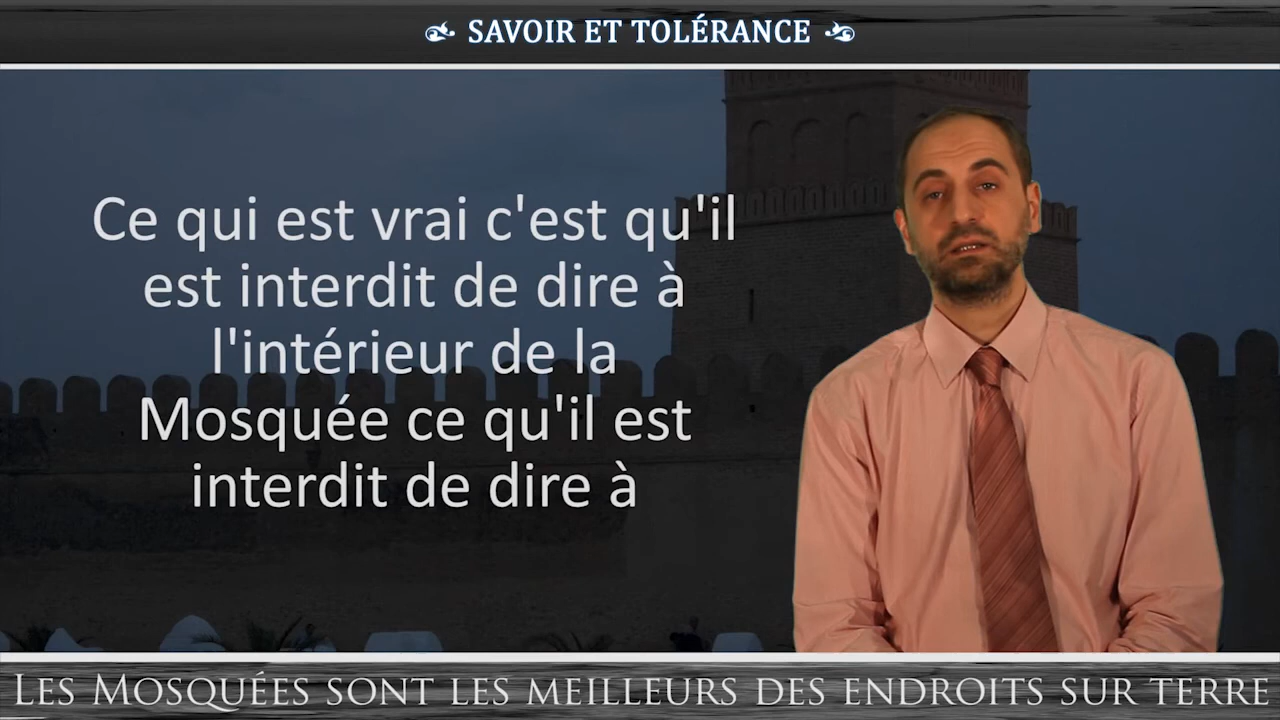 SAVOIR ET TOLÉRANCE
Ce qui est vrai c'est qu'il
est interdit de dire à
l'intérieur de la
Mosquée ce qu'il est
interdit de dire à
LES MOSQUÉES SONT LES MEILLEURS DES ENDROITS SUR TERRE